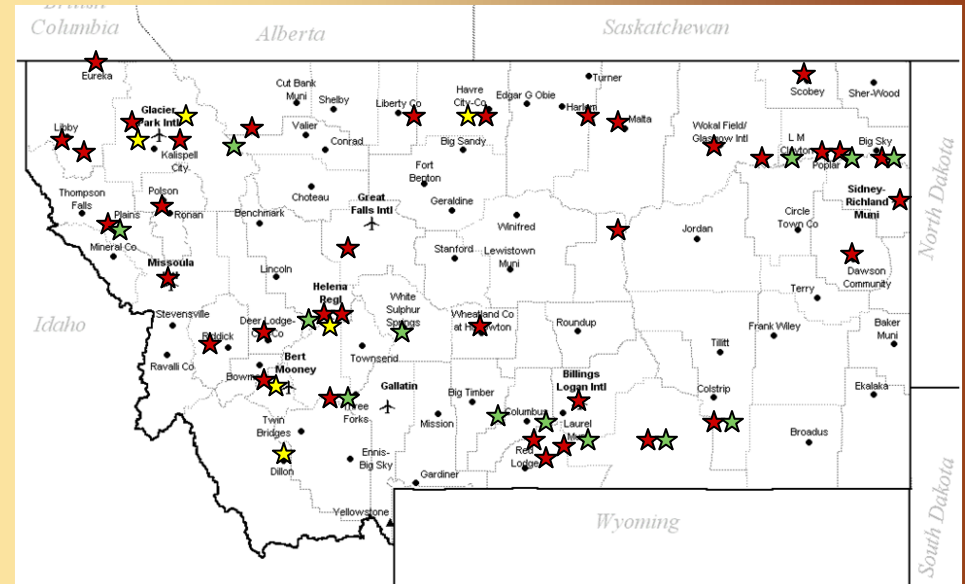 Columbia
Alberta
Saskatchewan
Eureka
Cut Bank
Muni
Shelby
Liberty Co
Havre
City-Co
Edgar G Obie
Turner
Harlem
Malta
Scobey
Sher-Wood
Glacier
Park Intl
Libby
Kalispell
City
Valier
Conrad
Big Sandy
Wokal Field/
Glasgow Intl
L M
Clayton
Poplar
Big Sky
Fort
Benton
Thompson
Falls
Plains
Mineral Co
Polson
Ronan
Choteau
Benchmark
Great
Falls Intl
Geraldine
Winifred
Jordan
Circle
Town Co
Sidney-
Richland
Muni
North Dakota
Missoula
Lincoln
Stanford
Lewistown
Muni
Dawson
Community
Terry
Idaho
Stevensville
Riddick
Ravalli Co
Deer Lodge-
Co
Helena
Regl
White
Sulphur
Springs
Townsend
Wheatland Co
at
Roundup
Tillitt
Frank Wiley
Baker
Muni
Bert
Mooney
Gallatin
Big Timber
Mission
Billings
Logan Intl
Columbus
Laurel
Red
Lodge
Colstrip
Ekalaka
Broadus
Twin
Bridges
Three
Forks
Dillon
Ennis-
Big Sky
Gardiner
Yellowstone
Wyoming
South Dakota